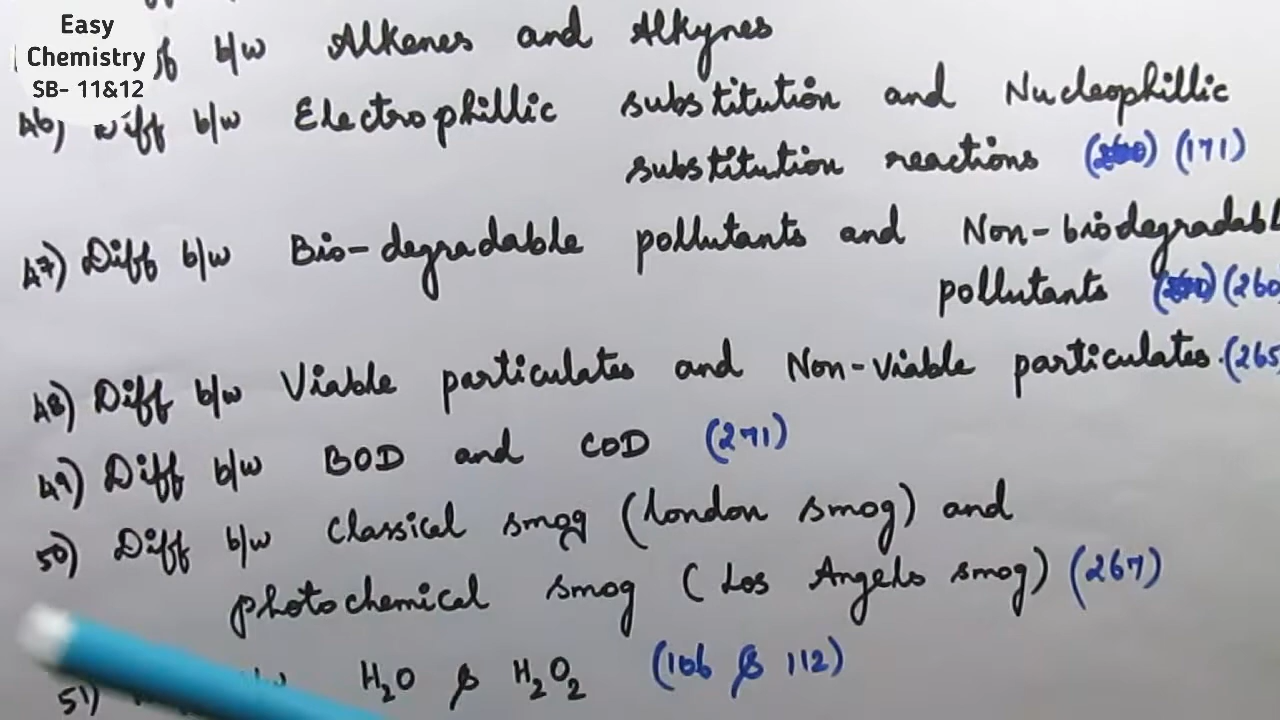 Easy
Chemistry
SB- 11&12
b/w Alkenes and Alkynes
46) Diff b/w Electrophillic substitution and Nucleophillic
substitution reactions (171)
47) Diff b/w Bio-degradable pollutants and Non-biodegradabl
pollutants (260
48) Diff b/w Viable particulates and Non-Viable particulates. (265
49) Diff b/w BOD and COD (271)
50) Diff b/w Classical smog (London smog) and
photochemical smog (Los Angels smog) (267)
51) H₂O & H₂O₂ (106 & 112)